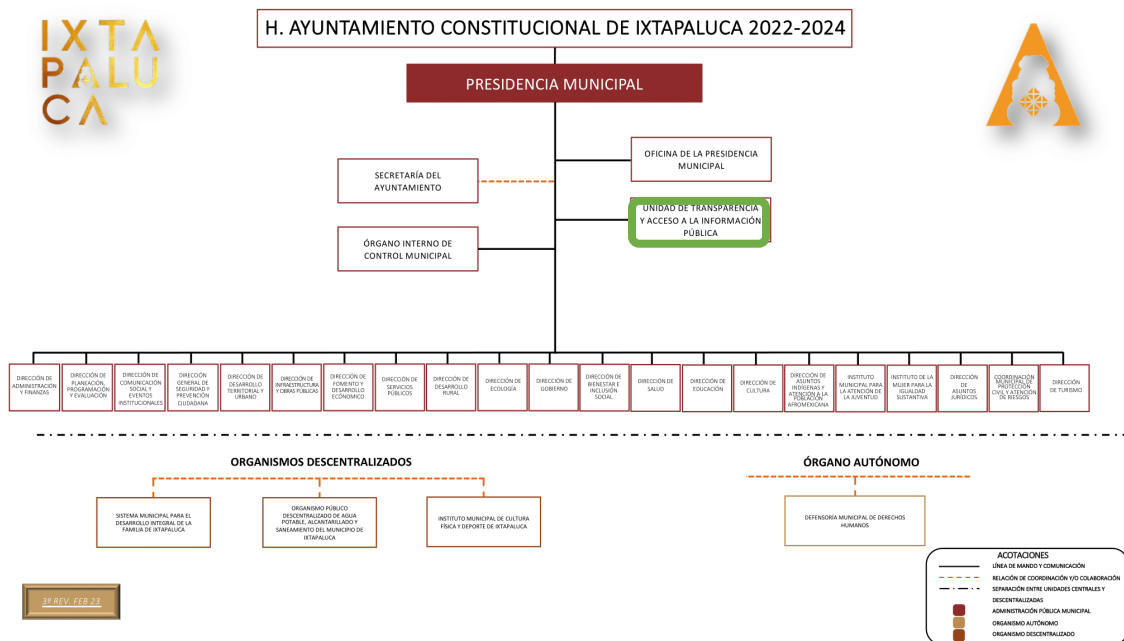 IXTA
PALU
CA
H. AYUNTAMIENTO CONSTITUCIONAL DE IXTAPALUCA 2022-2024
PRESIDENCIA MUNICIPAL
OFICINA DE LA PRESIDENCIA
MUNICIPAL
SECRETARÍA DEL
AYUNTAMIENTO
UNIDAD DE TRANSPARENCIA
Y ACCESO A LA INFORMACIÓN
PÚBLICA
ÓRGANO INTERNO DE
CONTROL MUNICIPAL
DIRECCIÓN DE
ADMINISTRACIÓN
Y FINANZAS
DIRECCIÓN DE
PLANEACIÓN,
PROGRAMACIÓN
Y EVALUACIÓN
DIRECCIÓN DE
COMUNICACIÓN
SOCIAL Y
EVENTOS
INSTITUCIONALES
DIRECCIÓN
GENERAL DE
SEGURIDAD Y
PREVENCIÓN
CIUDADANA
DIRECCIÓN DE
DESARROLLO
TERRITORIAL Y
URBANO
DIRECCIÓN DE
INFRAESTRUCTURA
Y OBRAS PÚBLICAS
DIRECCIÓN DE
FOMENTO Y
DESARROLLO
ECONÓMICO
DIRECCIÓN DE
SERVICIOS
PÚBLICOS
DIRECCIÓN DE
DESARROLLO
RURAL
DIRECCIÓN DE
ECOLOGÍA
DIRECCIÓN DE
GOBIERNO
DIRECCIÓN DE
BIENESTAR E
INCLUSIÓN
SOCIAL
DIRECCIÓN DE
SALUD
DIRECCIÓN DE
EDUCACIÓN
DIRECCIÓN DE
CULTURA
DIRECCIÓN DE
ASUNTOS
INDÍGENAS Y
ATENCIÓN A LA
POBLACIÓN
AFROMEXICANA
INSTITUTO
MUNICIPAL PARA
LA ATENCIÓN DE
LA JUVENTUD
INSTITUTO DE LA
MUJER PARA LA
IGUALDAD
SUSTANTIVA
DIRECCIÓN
DE
ASUNTOS
JURÍDICOS
COORDINACIÓN
MUNICIPAL DE
PROTECCIÓN
CIVIL Y ATENCIÓN
DE RIESGOS
DIRECCIÓN
DE TURISMO
ORGANISMOS DESCENTRALIZADOS
SISTEMA MUNICIPAL PARA EL
DESARROLLO INTEGRAL DE LA
FAMILIA DE IXTAPALUCA
ORGANISMO PÚBLICO
DESCENTRALIZADO DE AGUA
POTABLE, ALCANTARILLADO Y
SANEAMIENTO DEL MUNICIPIO DE
IXTAPALUCA
INSTITUTO MUNICIPAL DE CULTURA
FÍSICA Y DEPORTE DE IXTAPALUCA
ÓRGANO AUTÓNOMO
DEFENSORÍA MUNICIPAL DE DERECHOS
HUMANOS
3ª REV. FEB 23
ACOTACIONES
LÍNEA DE MANDO Y COMUNICACIÓN
RELACIÓN DE COORDINACIÓN Y/O COLABORACIÓN
SEPARACIÓN ENTRE UNIDADES CENTRALES Y
DESCENTRALIZADAS
ADMINISTRACIÓN PÚBLICA MUNICIPAL
ORGANISMO AUTÓNOMO
ORGANISMO DESCENTRALIZADO